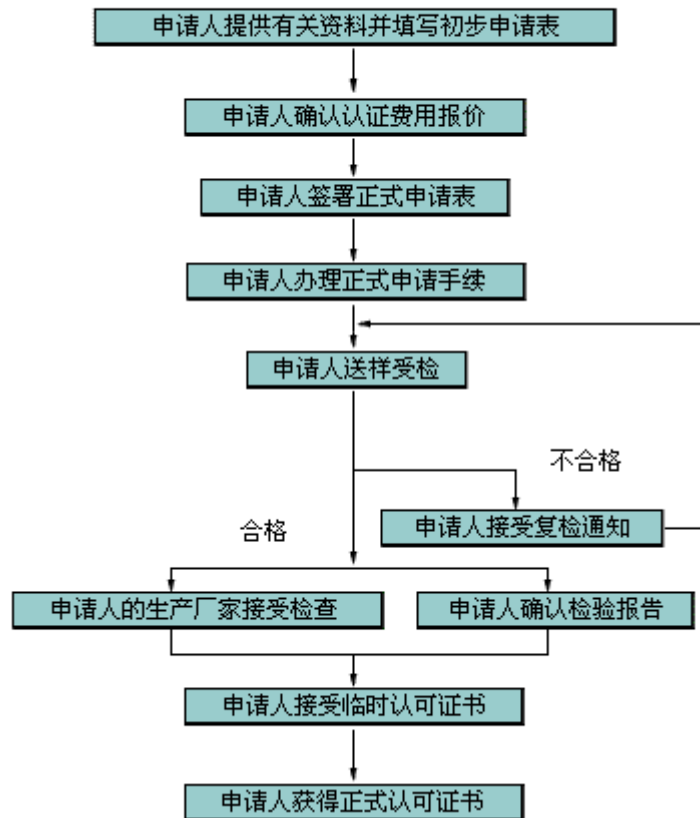 申请人提供有关资料并填写初步申请表
申请人确认认证费用报价
申请人签署正式申请表
申请人办理正式申请手续
申请人送样受检
不合格
申请人接受复检通知
合格
申请人的生产厂家接受检查
申请人确认检验报告
申请人接受临时认可证书
申请人获得正式认可证书